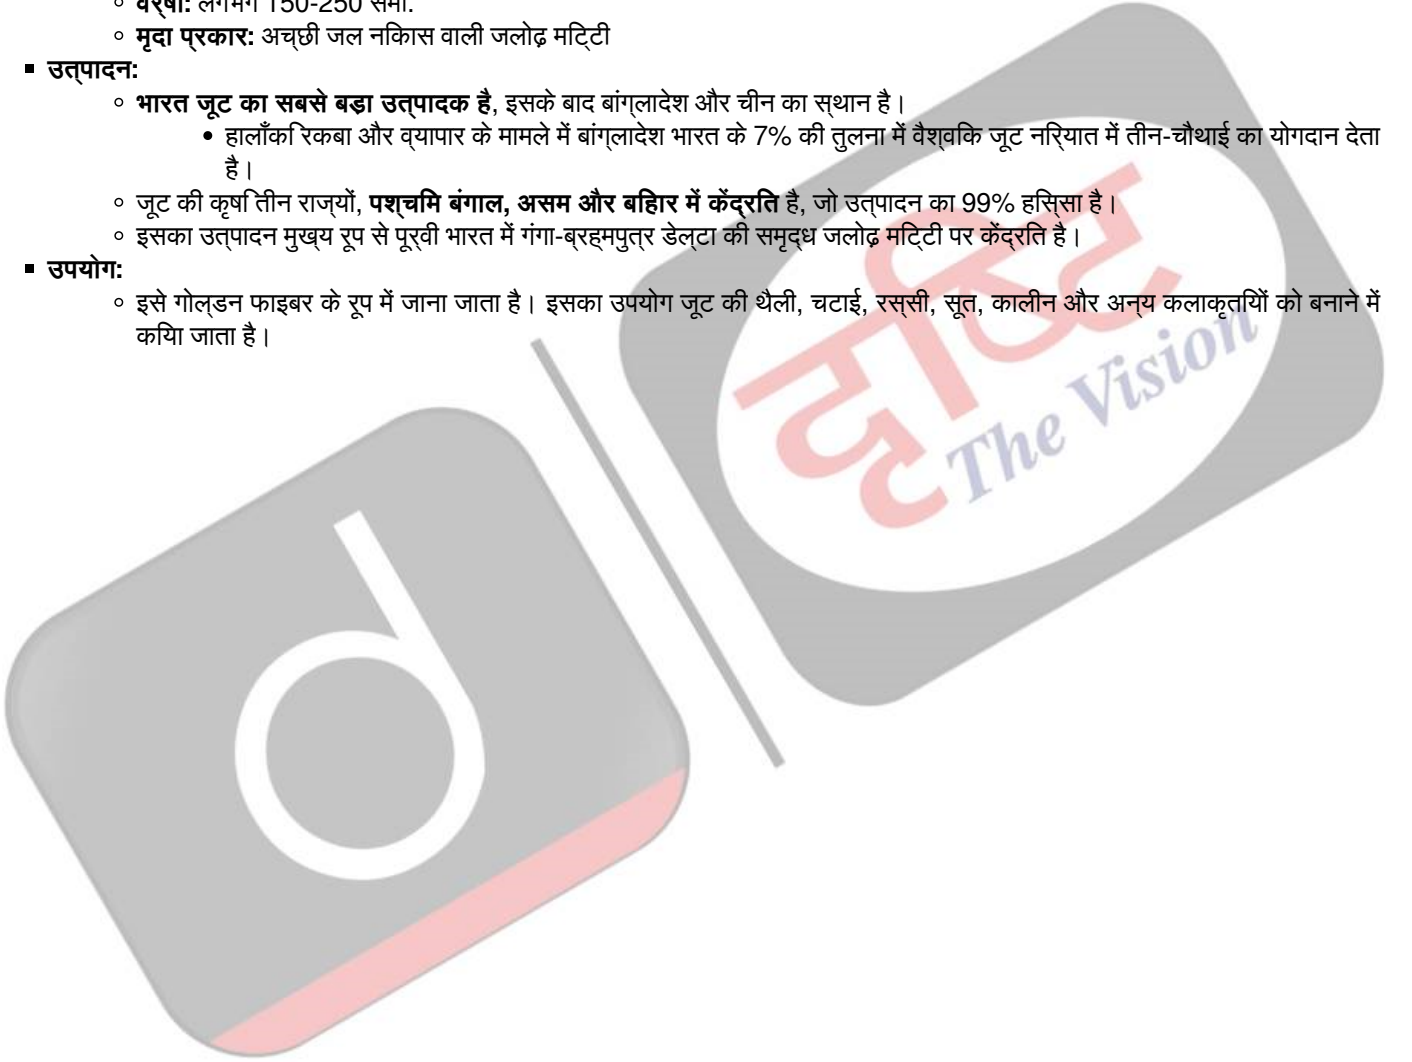 वर्षा: लगभग 150-250 सेमी.
मृदा प्रकार: अच्छी जल निकास वाली जलोढ़ मिट्टी
उत्पादन:
भारत जूट का सबसे बड़ा उत्पादक है, इसके बाद बांग्लादेश और चीन का स्थान है।
हालाँकि रकबा और व्यापार के मामले में बांग्लादेश भारत के 7% की तुलना में वैश्विक जूट निर्यात में तीन-चौथाई का योगदान देता
है।
जूट की कृषि तीन राज्यों, पश्चिम बंगाल, असम और बिहार में केंद्रित है, जो उत्पादन का 99% हिस्सा है।
इसका उत्पादन मुख्य रूप से पूर्वी भारत में गंगा-ब्रह्मपुत्र डेल्टा की समृद्ध जलोढ़ मिट्टी पर केंद्रित है।
उपयोग:
इसे गोल्डन फाइबर के रूप में जाना जाता है। इसका उपयोग जूट की थैली, चटाई, रस्सी, सूत, कालीन और अन्य कलाकृतियों को बनाने में
किया जाता है।
दृष्टि
The Vision
d